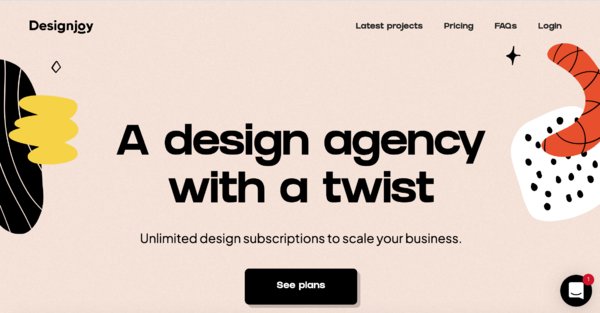 Designjoy
Latest projects Pricing FAQs Login
A design agency
with a twist
Unlimited design subscriptions to scale your business.
See plans
1